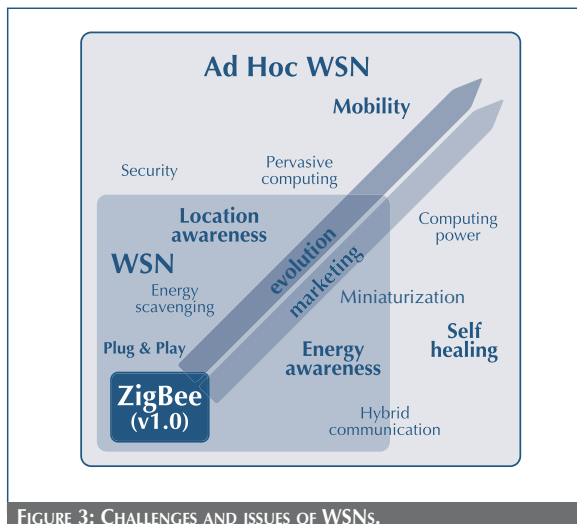 Ad Hoc WSN
Mobility
Security
Pervasive
computing
Location
awareness
Computing
power
WSN
evolution
marketing
Energy
scavenging
Miniaturization
Plug & Play
Energy
awareness
Self
healing
ZigBee
(v1.0)
Hybrid
communication
FIGURE 3: CHALLENGES AND ISSUES OF WSNS.